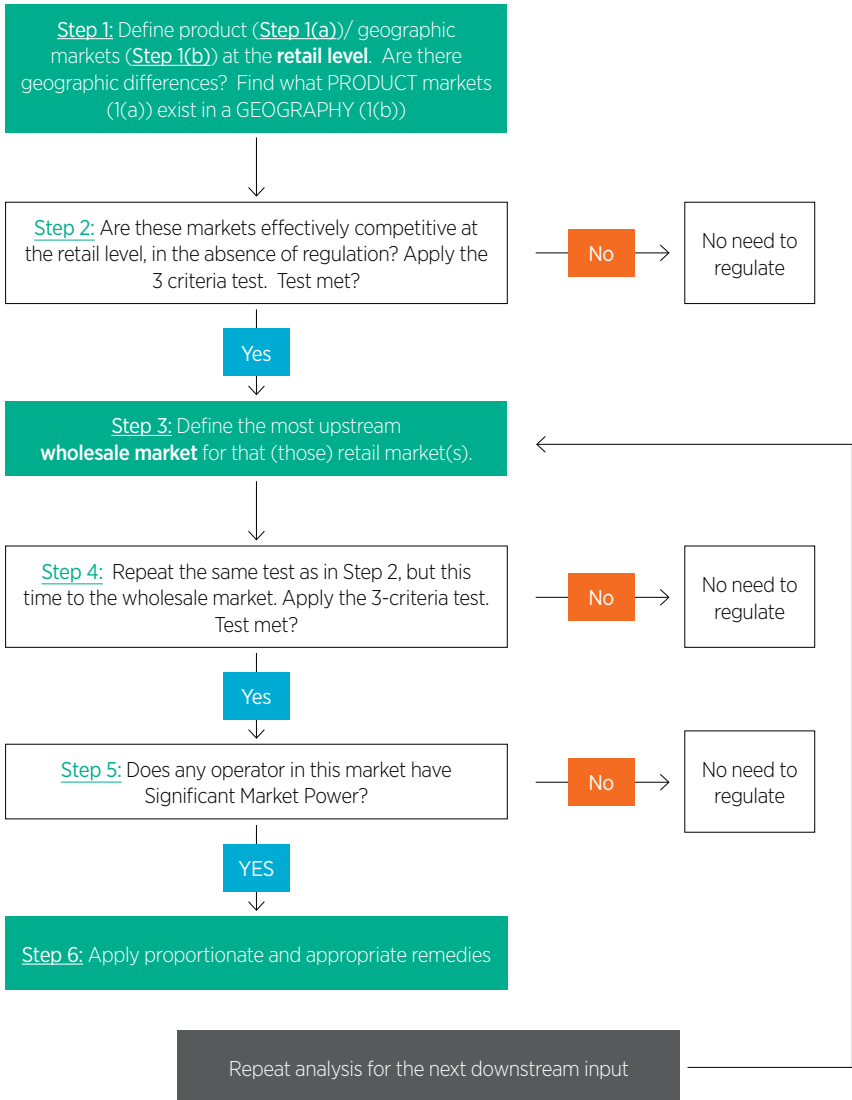 Step 1: Define product (Step 1(a))/ geographic
markets (Step 1(b)) at the retail level. Are there
geographic differences? Find what PRODUCT markets
(1(a)) exist in a GEOGRAPHY (1(b))
Step 2: Are these markets effectively competitive at
the retail level, in the absence of regulation? Apply the
3 criteria test. Test met?
No
No need to
regulate
Yes
Step 3: Define the most upstream
wholesale market for that (those) retail market(s).
Step 4: Repeat the same test as in Step 2, but this
time to the wholesale market. Apply the 3-criteria test.
Test met?
No
No need to
regulate
Yes
Step 5: Does any operator in this market have
Significant Market Power?
No
No need to
regulate
YES
Step 6: Apply proportionate and appropriate remedies
Repeat analysis for the next downstream input